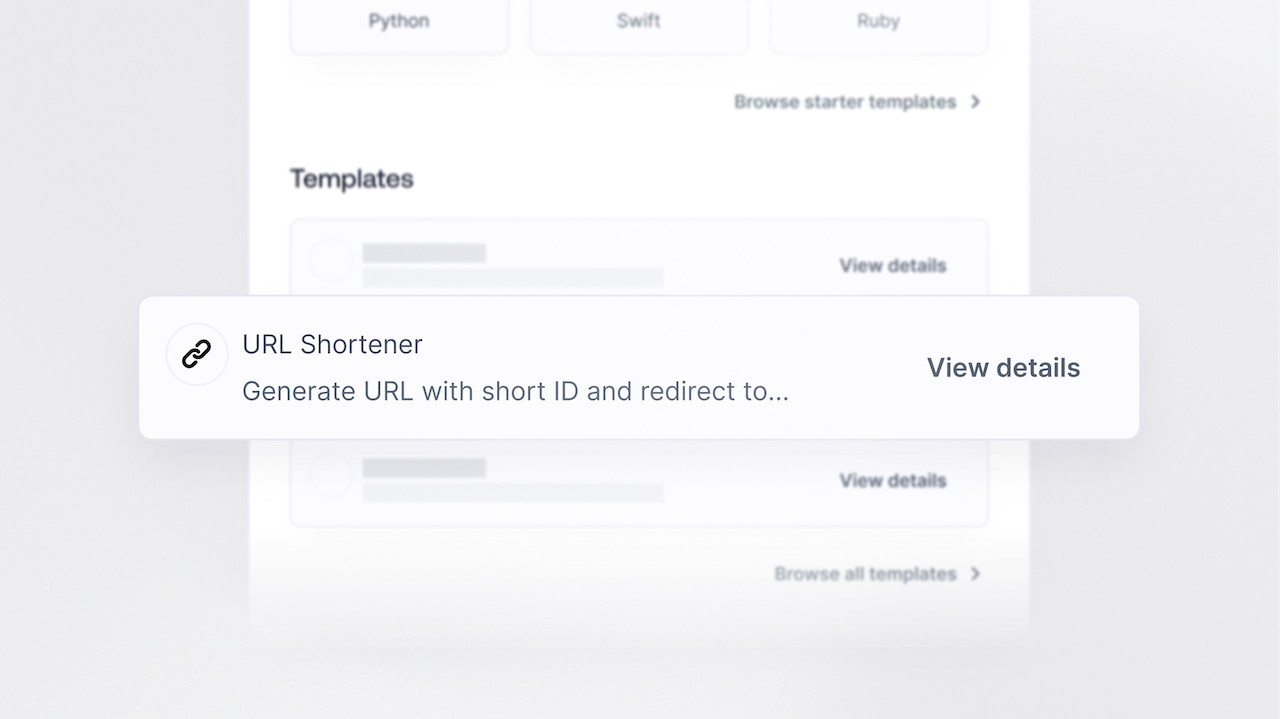 Python Swift Ruby
Browse starter templates
Templates
View details
URL Shortener
Generate URL with short ID and redirect to...
View details
View details
Browse all templates